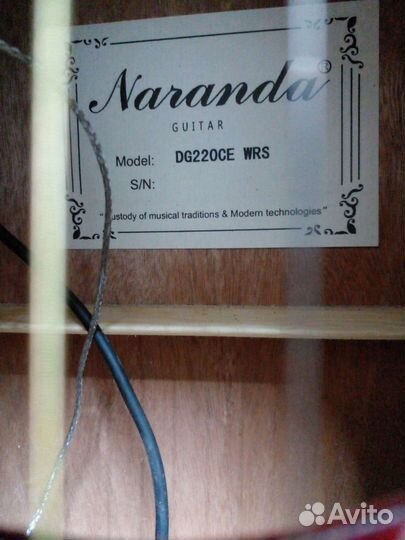 Naranda®
GUITAR
Model: DG220CE WRS
S/N:
ustody of musical traditions & Modern technologies"
Avito